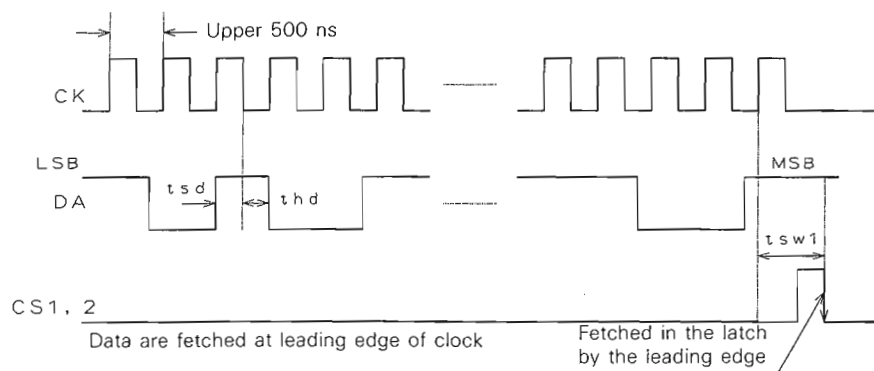 Upper 500 ns
CK
LSB
MSB
tsd
thd
DA
tsw1
CS1, 2
Data are fetched at leading edge of clock
Fetched in the latch
by the leading edge